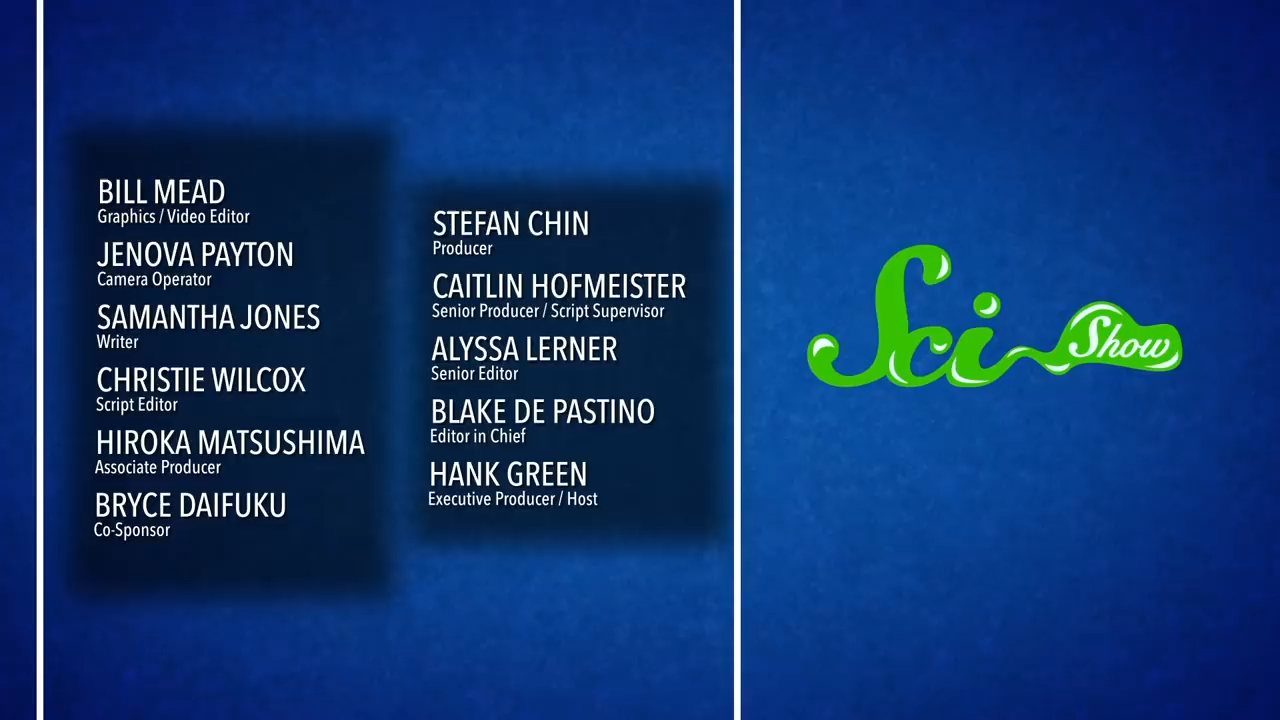 BILL MEAD
Graphics / Video Editor
JENOVA PAYTON
Camera Operator
SAMANTHA JONES
Writer
CHRISTIE WILCOX
Script Editor
HIROKA MATSUSHIMA
Associate Producer
BRYCE DAIFUKU
Co-Sponsor
STEFAN CHIN
Producer
CAITLIN HOFMEISTER
Senior Producer / Script Supervisor
ALYSSA LERNER
Senior Editor
BLAKE DE PASTINO
Editor in Chief
HANK GREEN
Executive Producer / Host
Sci Show